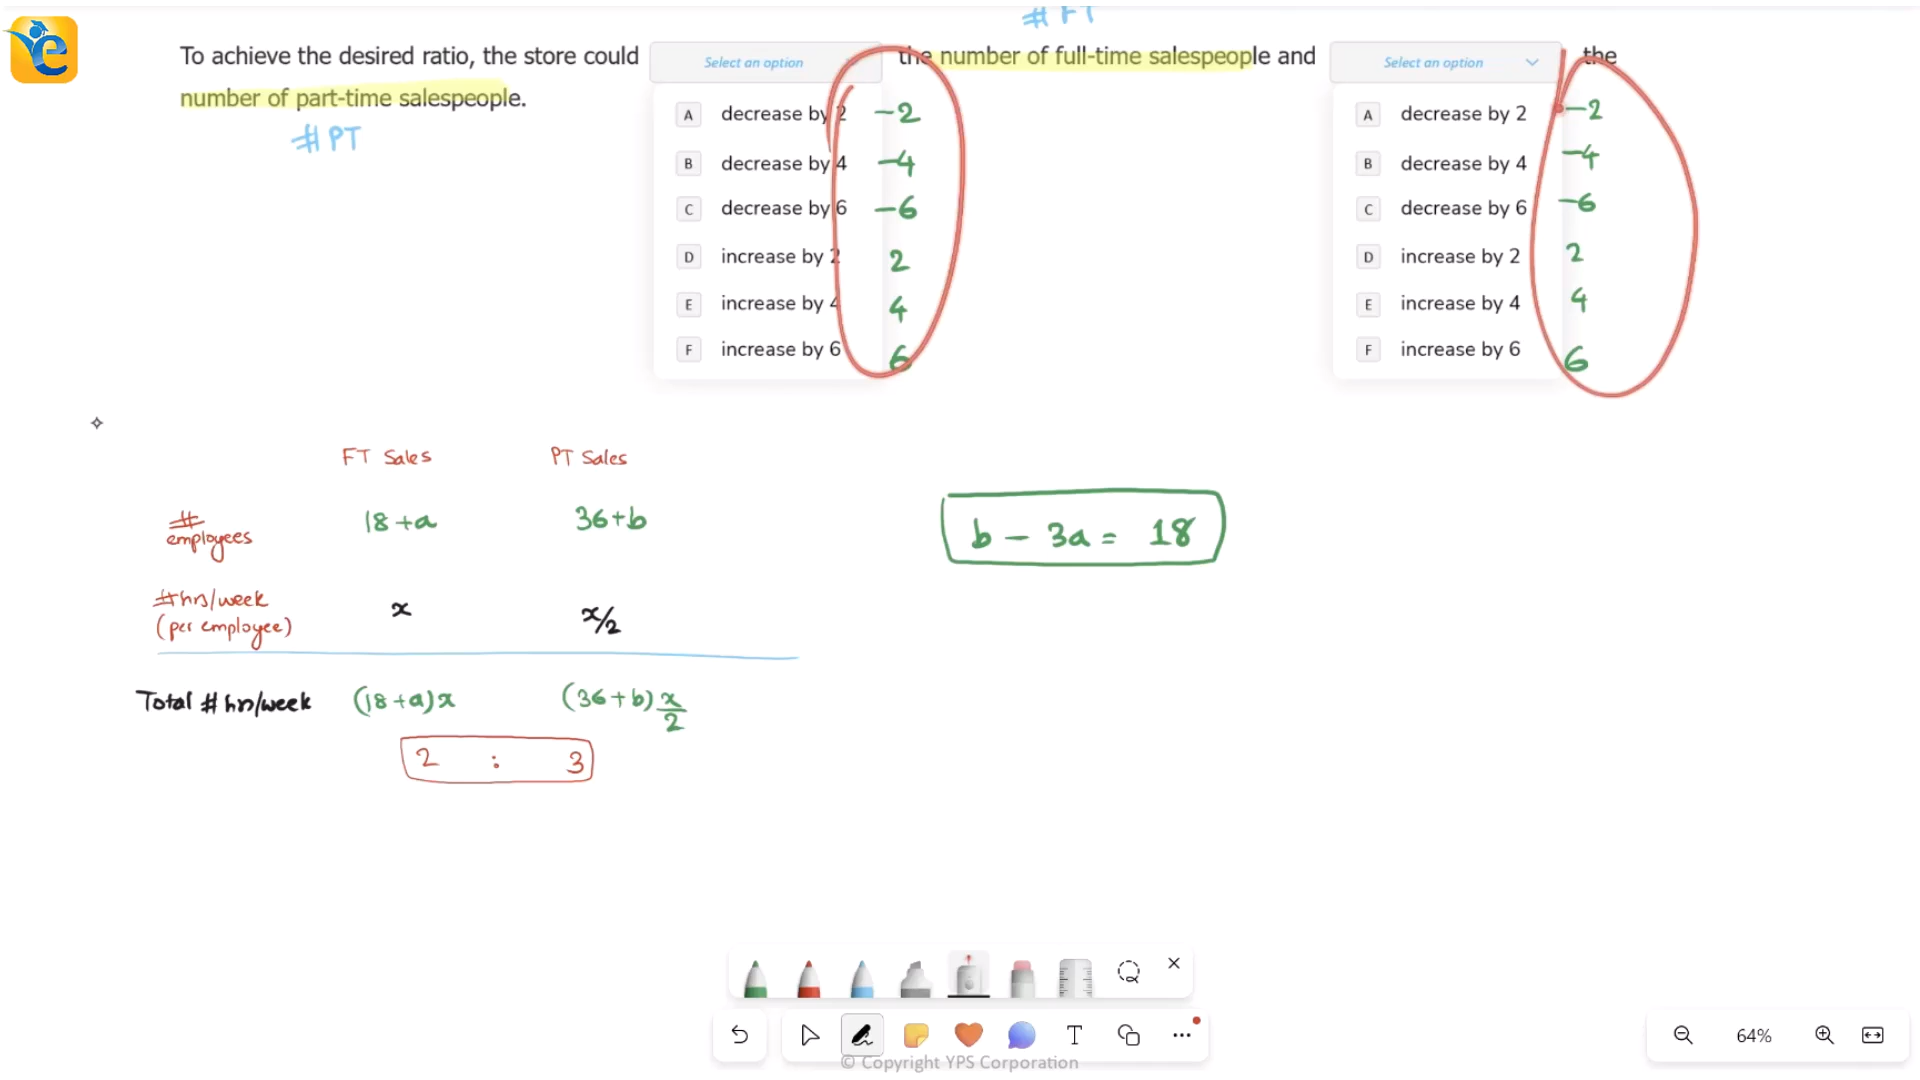 # FT
To achieve the desired ratio, the store could Select an option the number of full-time salespeople and Select an option the
number of part-time salespeople.
# PT
A decrease by 2 -2
B decrease by 4 -4
C decrease by 6 -6
D increase by 2 2
E increase by 4 4
F increase by 6 6
A decrease by 2 -2
B decrease by 4 -4
C decrease by 6 -6
D increase by 2 2
E increase by 4 4
F increase by 6 6
FT Sales PT Sales
# employees 18+a 36+b
b - 3a = 18
#hrs/week (per employee) x x/2
Total # hrs/week (18+a)x (36+b)x/2
2 : 3
T
64%
© Copyright YPS Corporation